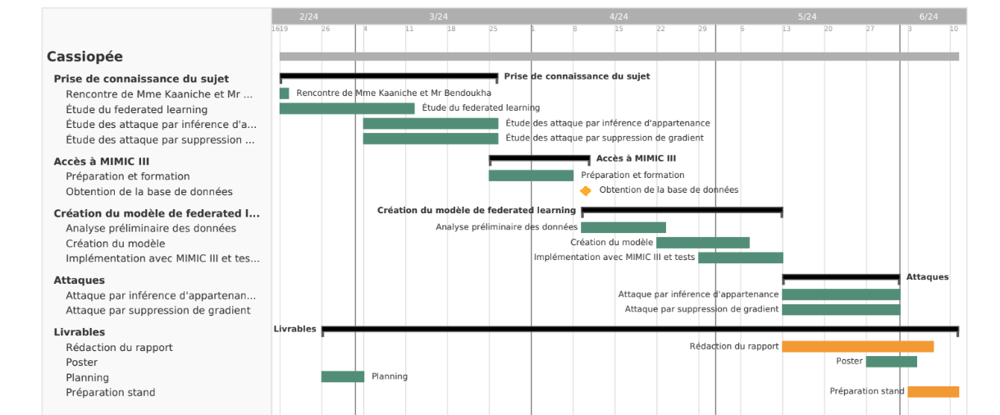 2/24 3/24 4/24 5/24 6/24
16 19 26 4 11 18 25 1 8 15 22 29 6 13 20 27 3 10
Cassiopée
Prise de connaissance du sujet Prise de connaissance du sujet
Rencontre de Mme Kaaniche et Mr ... Rencontre de Mme Kaaniche et Mr Bendoukha
Étude du federated learning Étude du federated learning
Étude des attaque par inférence d'a... Étude des attaque par inférence d'appartenance
Étude des attaque par suppression ... Étude des attaque par suppression de gradient
Accès à MIMIC III Accès à MIMIC III
Préparation et formation Préparation et formation
Obtention de la base de données Obtention de la base de données
Création du modèle de federated l... Création du modèle de federated learning
Analyse préliminaire des données Analyse préliminaire des données
Création du modèle Création du modèle
Implémentation avec MIMIC III et tes... Implémentation avec MIMIC III et tests
Attaques Attaques
Attaque par inférence d'appartenan... Attaque par inférence d'appartenance
Attaque par suppression de gradient Attaque par suppression de gradient
Livrables Livrables
Rédaction du rapport Rédaction du rapport
Poster Poster
Planning Planning
Préparation stand Préparation stand